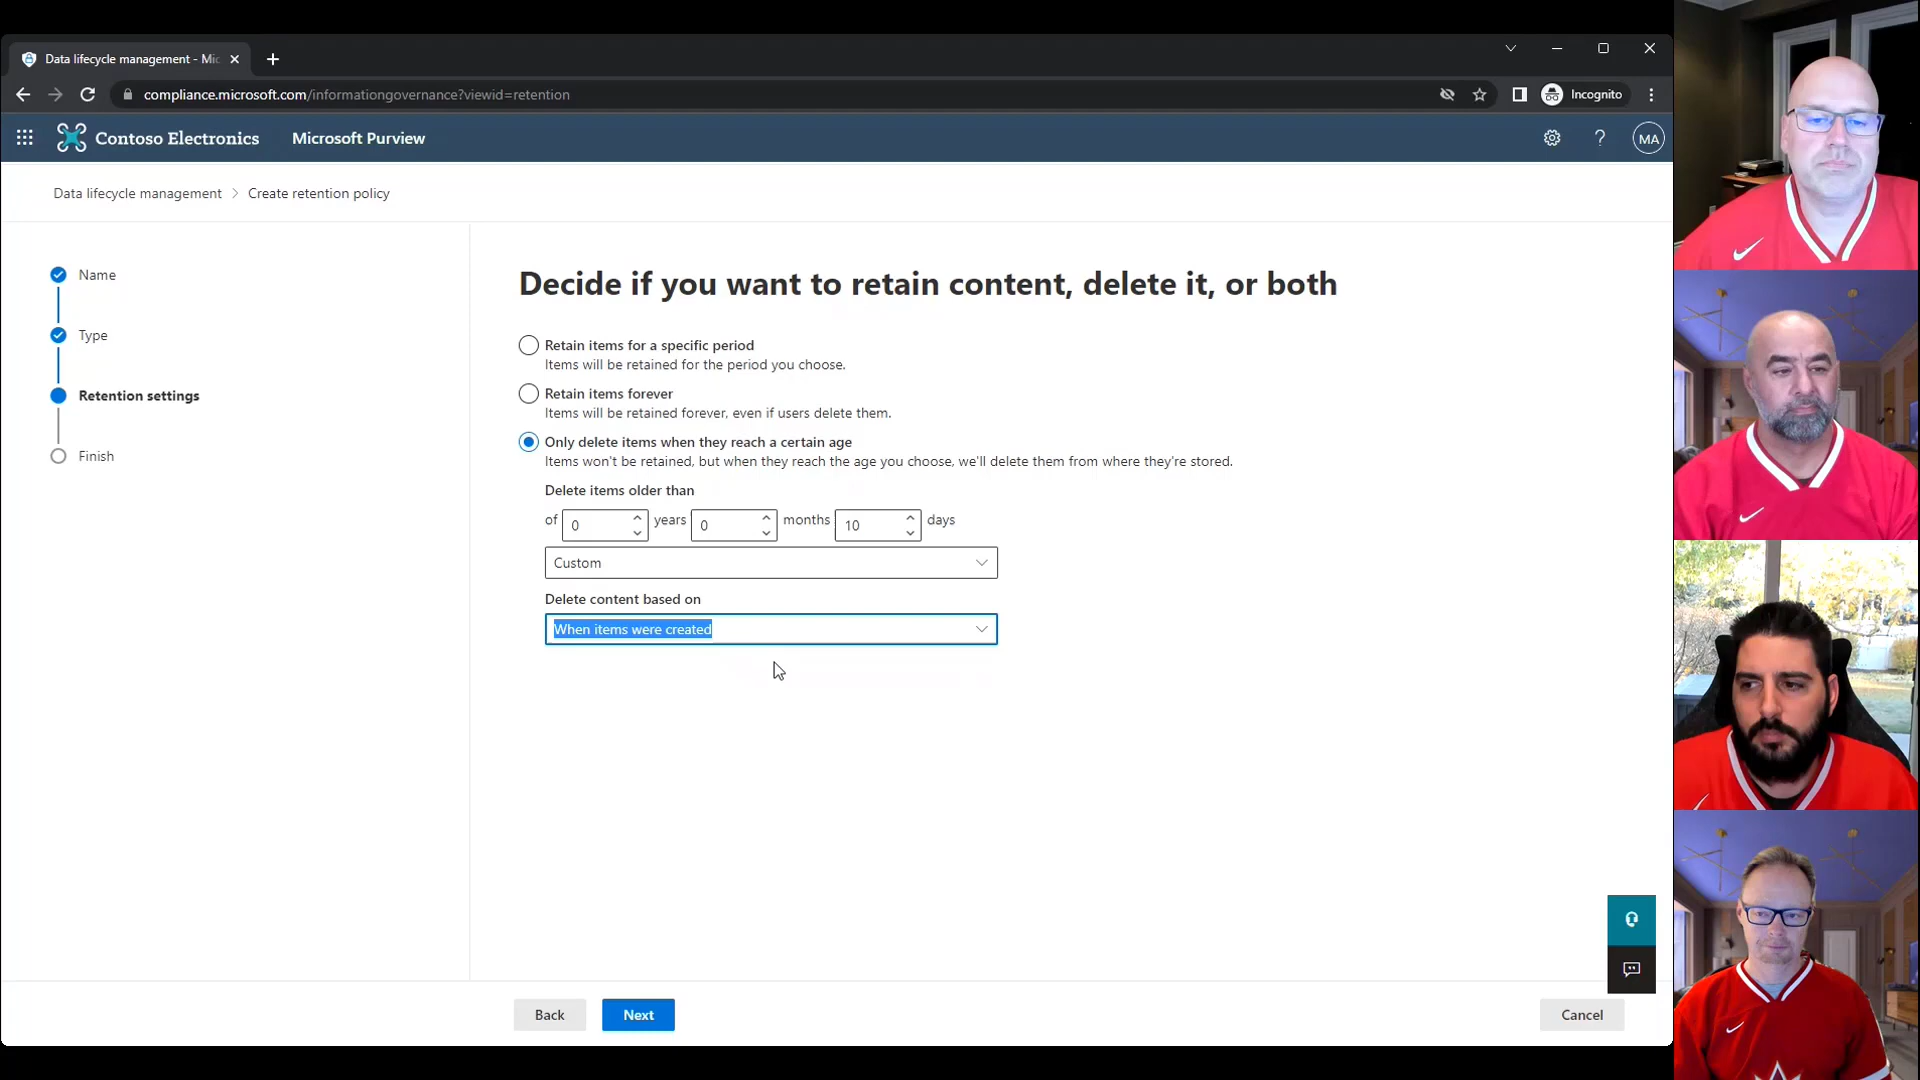 Data lifecycle management - Mic
compliance.microsoft.com/informationgovernance?viewid=retention
Incognito
Contoso Electronics
Microsoft Purview
?
MA
Data lifecycle management > Create retention policy
Name
Type
Retention settings
Finish
Decide if you want to retain content, delete it, or both
Retain items for a specific period
Items will be retained for the period you choose.
Retain items forever
Items will be retained forever, even if users delete them.
Only delete items when they reach a certain age
Items won't be retained, but when they reach the age you choose, we'll delete them from where they're stored.
Delete items older than
of 0 years 0 months 10 days
Custom
Delete content based on
When items were created
Back
Next
Cancel